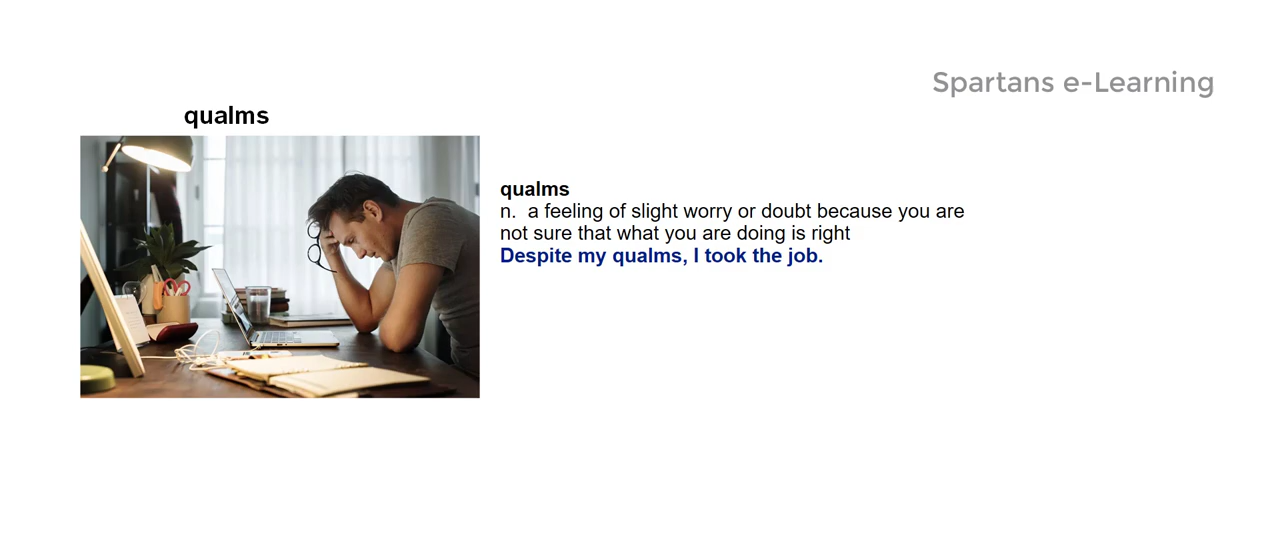 Spartans e-Learning
qualms
qualms
n. a feeling of slight worry or doubt because you are
not sure that what you are doing is right
Despite my qualms, I took the job.